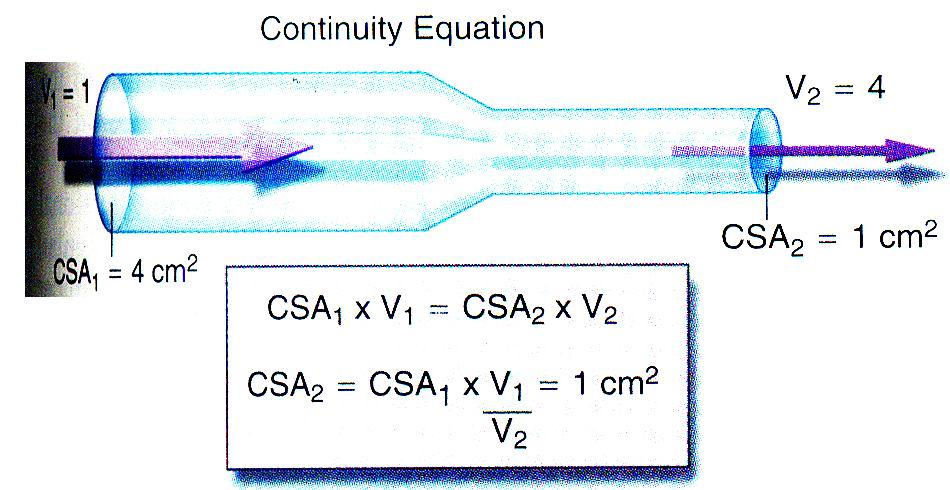 Continuity Equation
V₁ = 1
V₂ = 4
CSA₁ = 4 cm²
CSA₂ = 1 cm²
CSA₁ x V₁ = CSA₂ x V₂
CSA₂ = CSA₁ x V₁ = 1 cm²
V₂